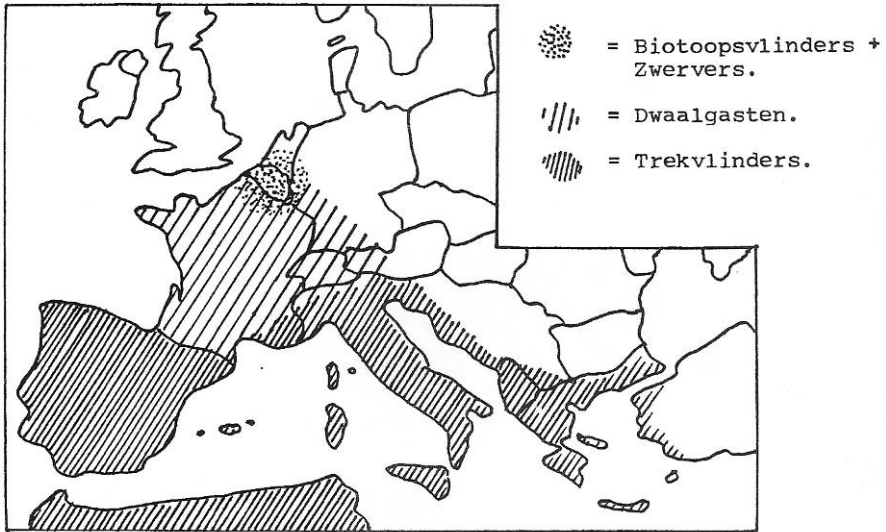 = Biotoopsvlinders +
Zwervers.
= Dwaalgasten.
= Trekvlinders.